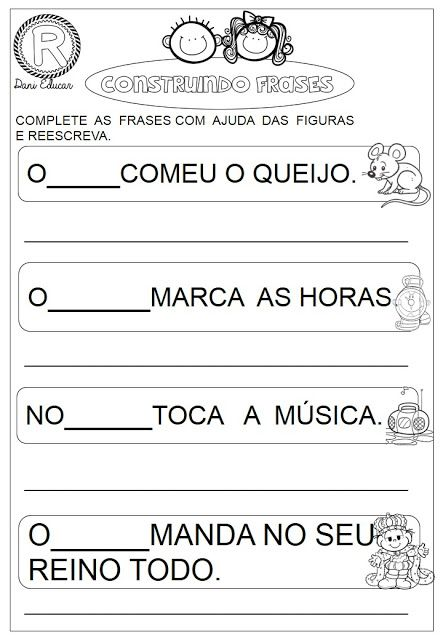 R
Dani Educar
CONSTRUINDO FRASES
COMPLETE AS FRASES COM AJUDA DAS FIGURAS
E REESCREVA.
O_____COMEU O QUEIJO.
O_______MARCA AS HORAS
NO______TOCA A MÚSICA.
O______MANDA NO SEU
REINO TODO.